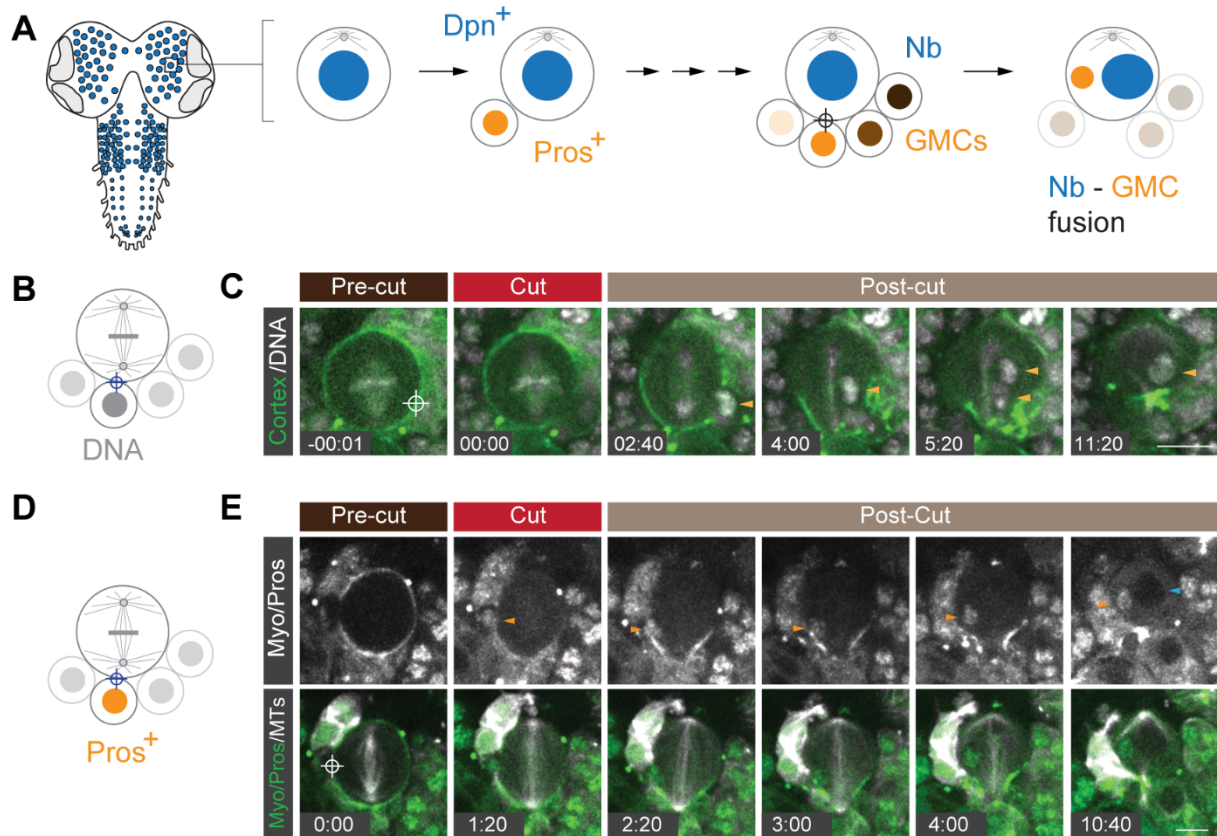 A
Dpn+
Pros+
Nb
GMCs
Nb - GMC
fusion
B
DNA
C
Pre-cut
Cut
Post-cut
Cortex/DNA
-00:01
00:00
02:40
4:00
5:20
11:20
D
Pros+
E
Pre-cut
Cut
Post-Cut
Myo/Pros
Myo/Pros/MTs
0:00
1:20
2:20
3:00
4:00
10:40